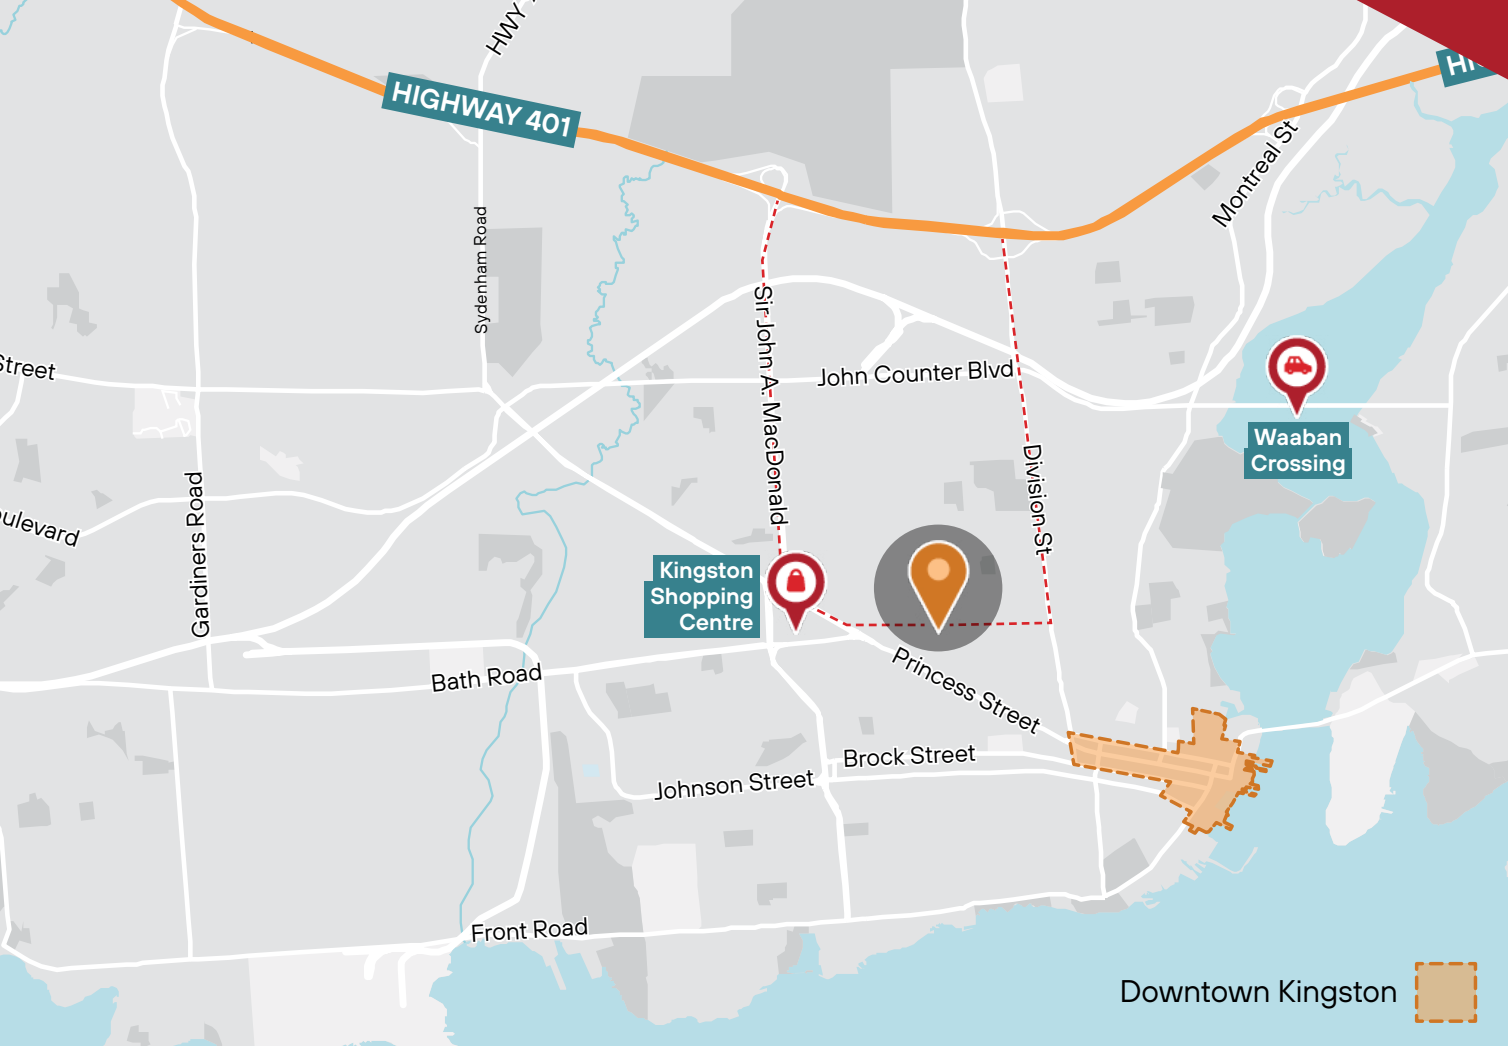 HWY
HIGHWAY 401
Montreal St
Sydenham Road
Sir John A. MacDonald
Street
John Counter Blvd
Waaban
Crossing
Gardiners Road
Division St
Kingston
Shopping
Centre
Bath Road
Princess Street
Brock Street
Johnson Street
Front Road
Downtown Kingston